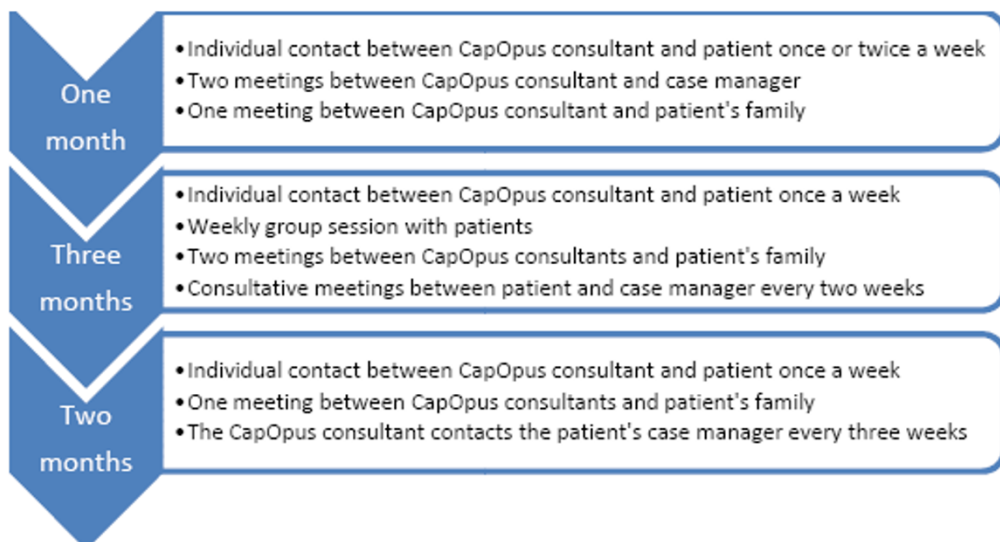 One
month
•Individual contact between CapOpus consultant and patient once or twice a week
•Two meetings between CapOpus consultant and case manager
•One meeting between CapOpus consultant and patient's family
Three
months
•Individual contact between CapOpus consultant and patient once a week
•Weekly group session with patients
•Two meetings between CapOpus consultants and patient's family
•Consultative meetings between patient and case manager every two weeks
Two
months
•Individual contact between CapOpus consultant and patient once a week
•One meeting between CapOpus consultants and patient's family
•The CapOpus consultant contacts the patient's case manager every three weeks